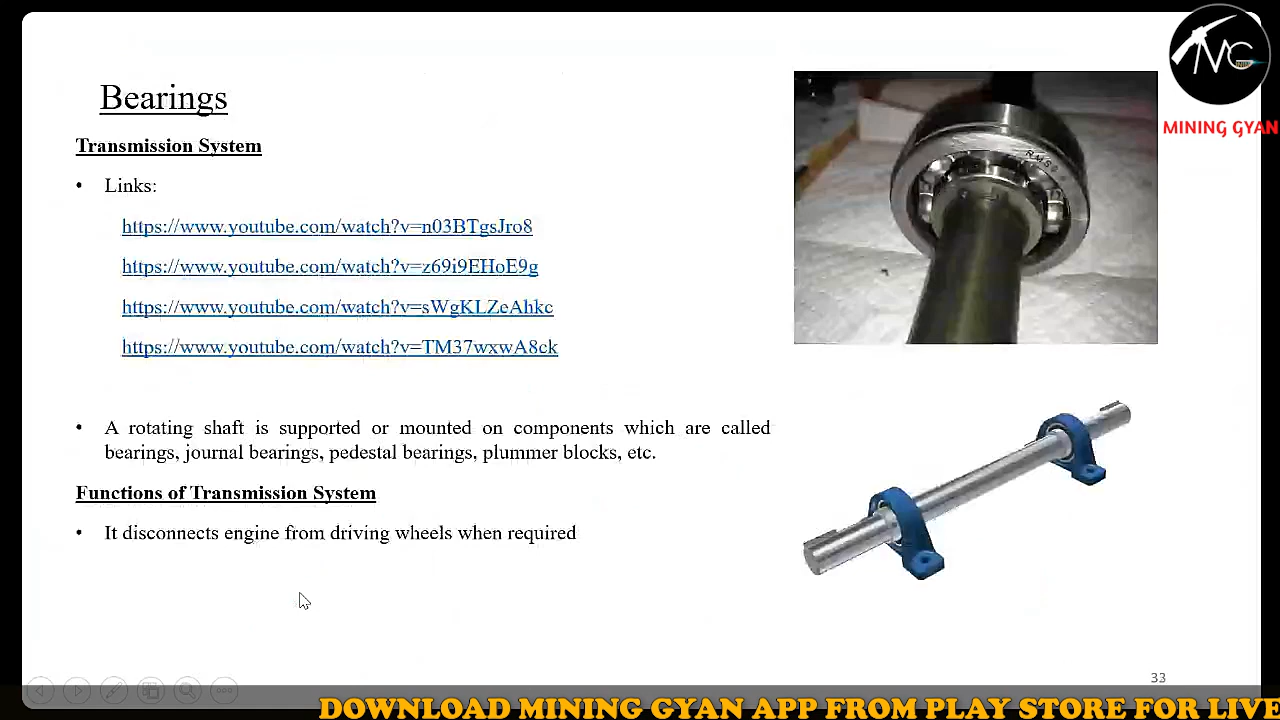 Bearings
Transmission System
• Links:
https://www.youtube.com/watch?v=n03BTgsJro8
https://www.youtube.com/watch?v=z69i9EHoE9g
https://www.youtube.com/watch?v=sWgKLZeAhkc
https://www.youtube.com/watch?v=TM37wxwA8ck
• A rotating shaft is supported or mounted on components which are called
bearings, journal bearings, pedestal bearings, plummer blocks, etc.
Functions of Transmission System
• It disconnects engine from driving wheels when required
MG
MINING GYAN
33
DOWNLOAD MINING GYAN APP FROM PLAY STORE FOR LIVE